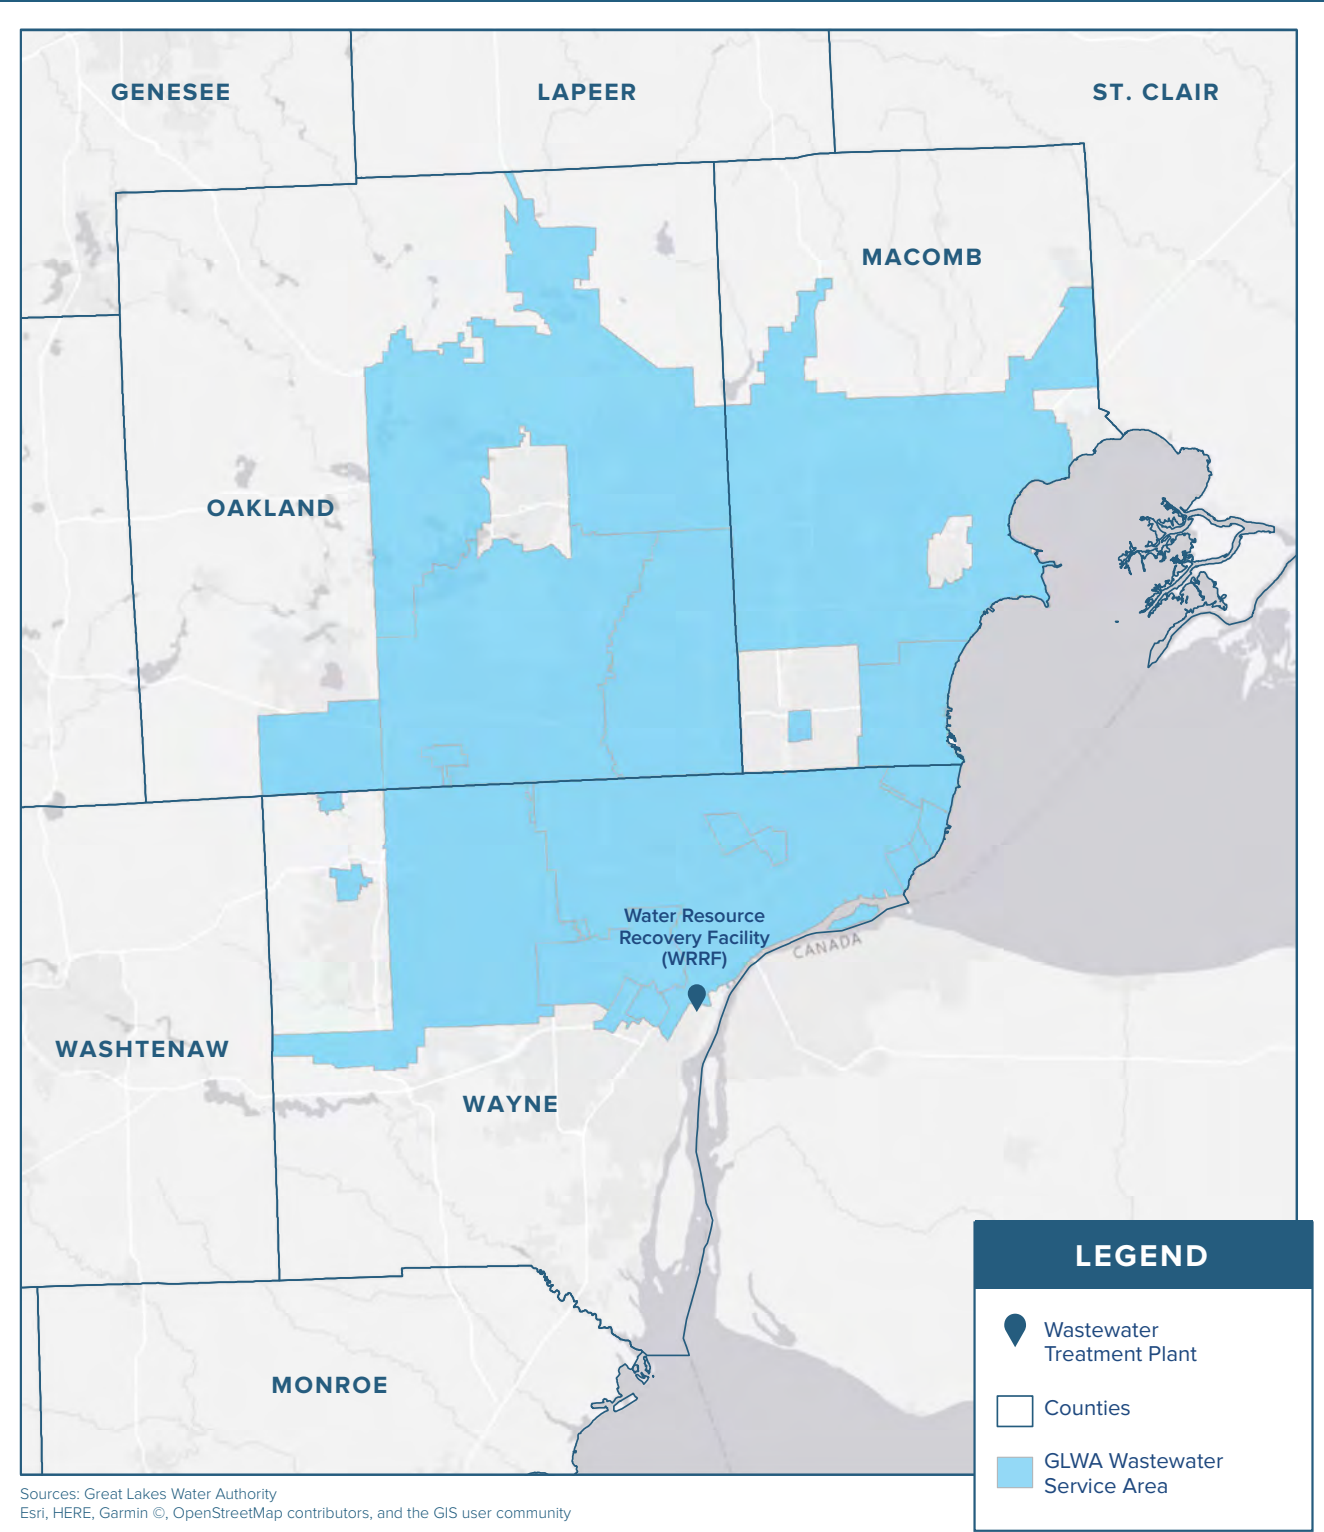 GENESEE
LAPEER
ST. CLAIR
MACOMB
OAKLAND
Water Resource
Recovery Facility
(WRRF)
CANADA
WASHTENAW
WAYNE
MONROE
LEGEND
Wastewater
Treatment Plant
Counties
GLWA Wastewater
Service Area
Sources: Great Lakes Water Authority
Esri, HERE, Garmin ©, OpenStreetMap contributors, and the GIS user community